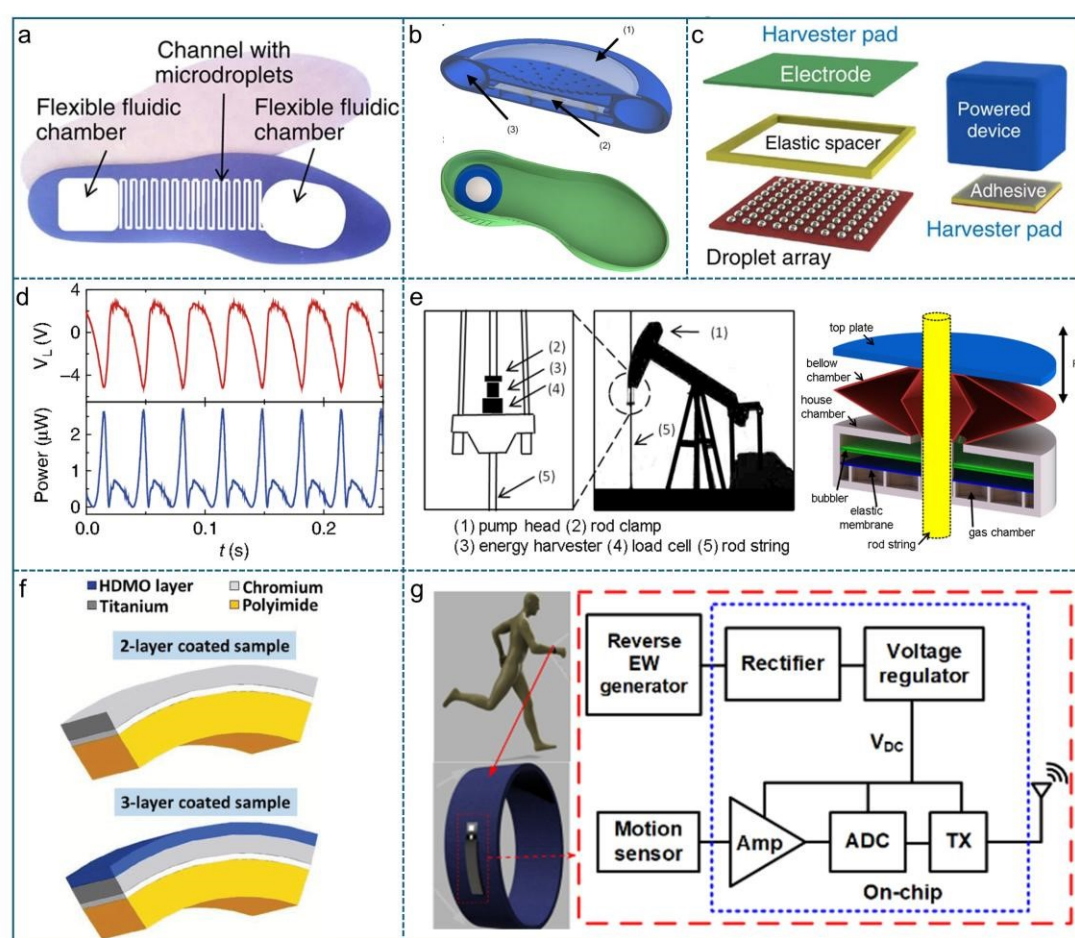 a
Channel with
microdroplets
Flexible fluidic
chamber
Flexible fluidic
chamber
b
(1)
(3)
(2)
c
Harvester pad
Electrode
Elastic spacer
Droplet array
Powered
device
Adhesive
Harvester pad
d
4
0
−4
V_L (V)
2
1
0
Power (μW)
0.0
0.1
0.2
t (s)
e
(2)
(3)
(4)
(5)
(1)
(5)
(1) pump head (2) rod clamp
(3) energy harvester (4) load cell (5) rod string
top plate
bellow
chamber
house
chamber
bubbler
elastic
membrane
gas chamber
rod string
f
HDMO layer
Chromium
Titanium
Polyimide
2-layer coated sample
3-layer coated sample
g
Reverse
EW
generator
Rectifier
Voltage
regulator
V_DC
Motion
sensor
Amp
ADC
TX
On-chip